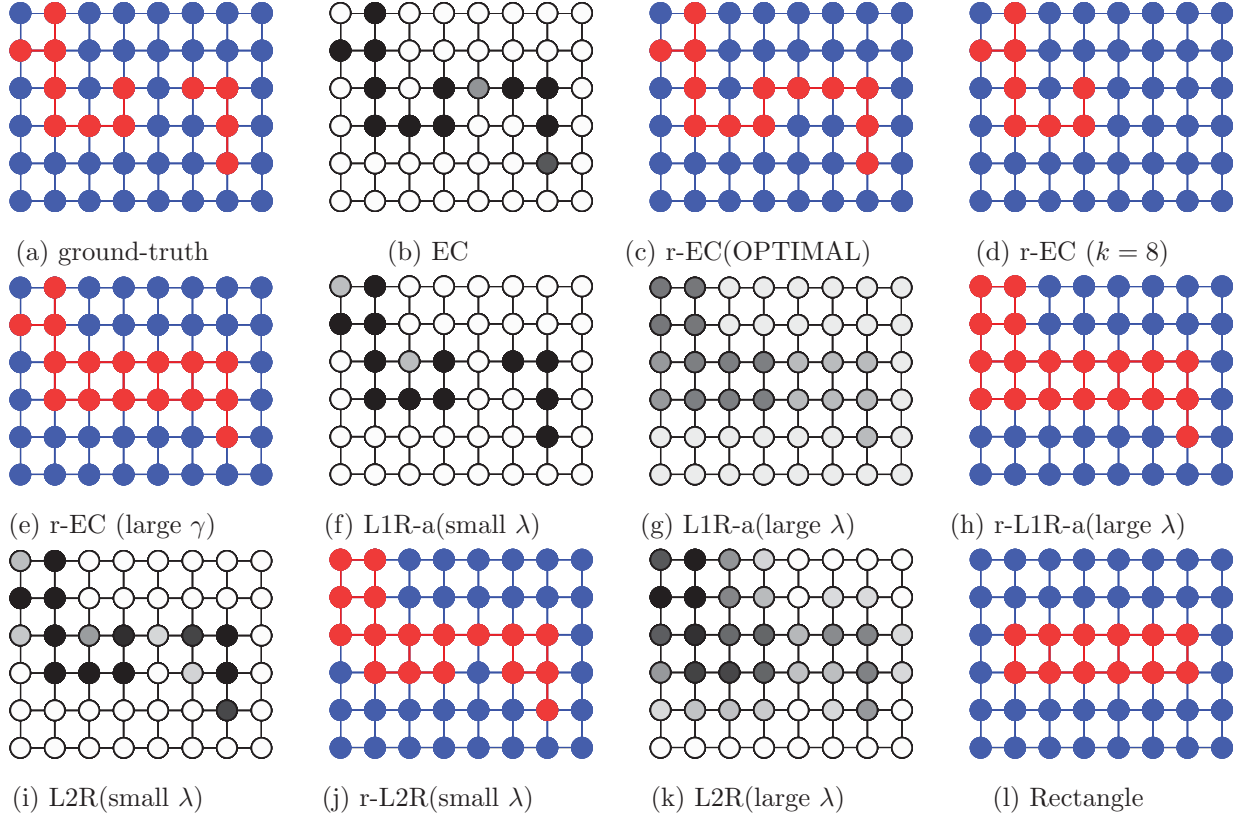 (a) ground-truth
(b) EC
(c) r-EC(OPTIMAL)
(d) r-EC (k = 8)
(e) r-EC (large γ)
(f) L1R-a(small λ)
(g) L1R-a(large λ)
(h) r-L1R-a(large λ)
(i) L2R(small λ)
(j) r-L2R(small λ)
(k) L2R(large λ)
(l) Rectangle